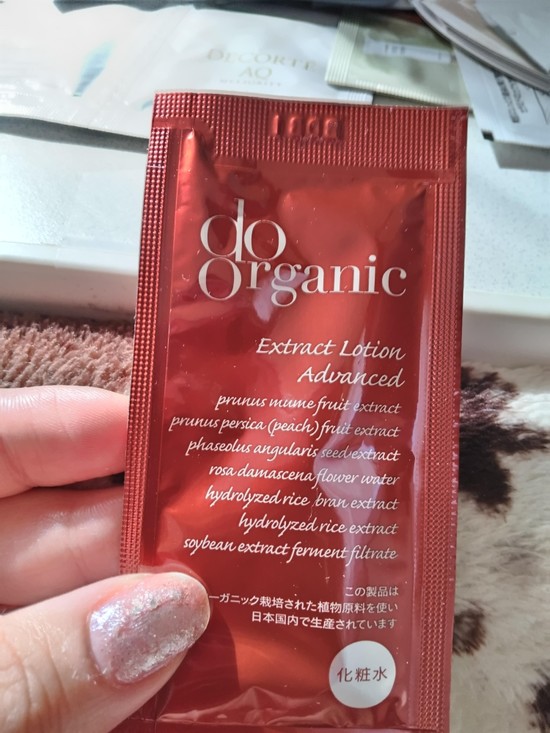 DECORTÉ
AQ
do
organic
Extract Lotion
Advanced
prunus mume fruit extract
prunus persica (peach) fruit extract
phaseolus angularis seed extract
rosa damascena flower water
hydrolyzed rice bran extract
hydrolyzed rice extract
soybean extract ferment filtrate
この製品は
ーガニック栽培された植物原料を使い
日本国内で生産されています
化粧水